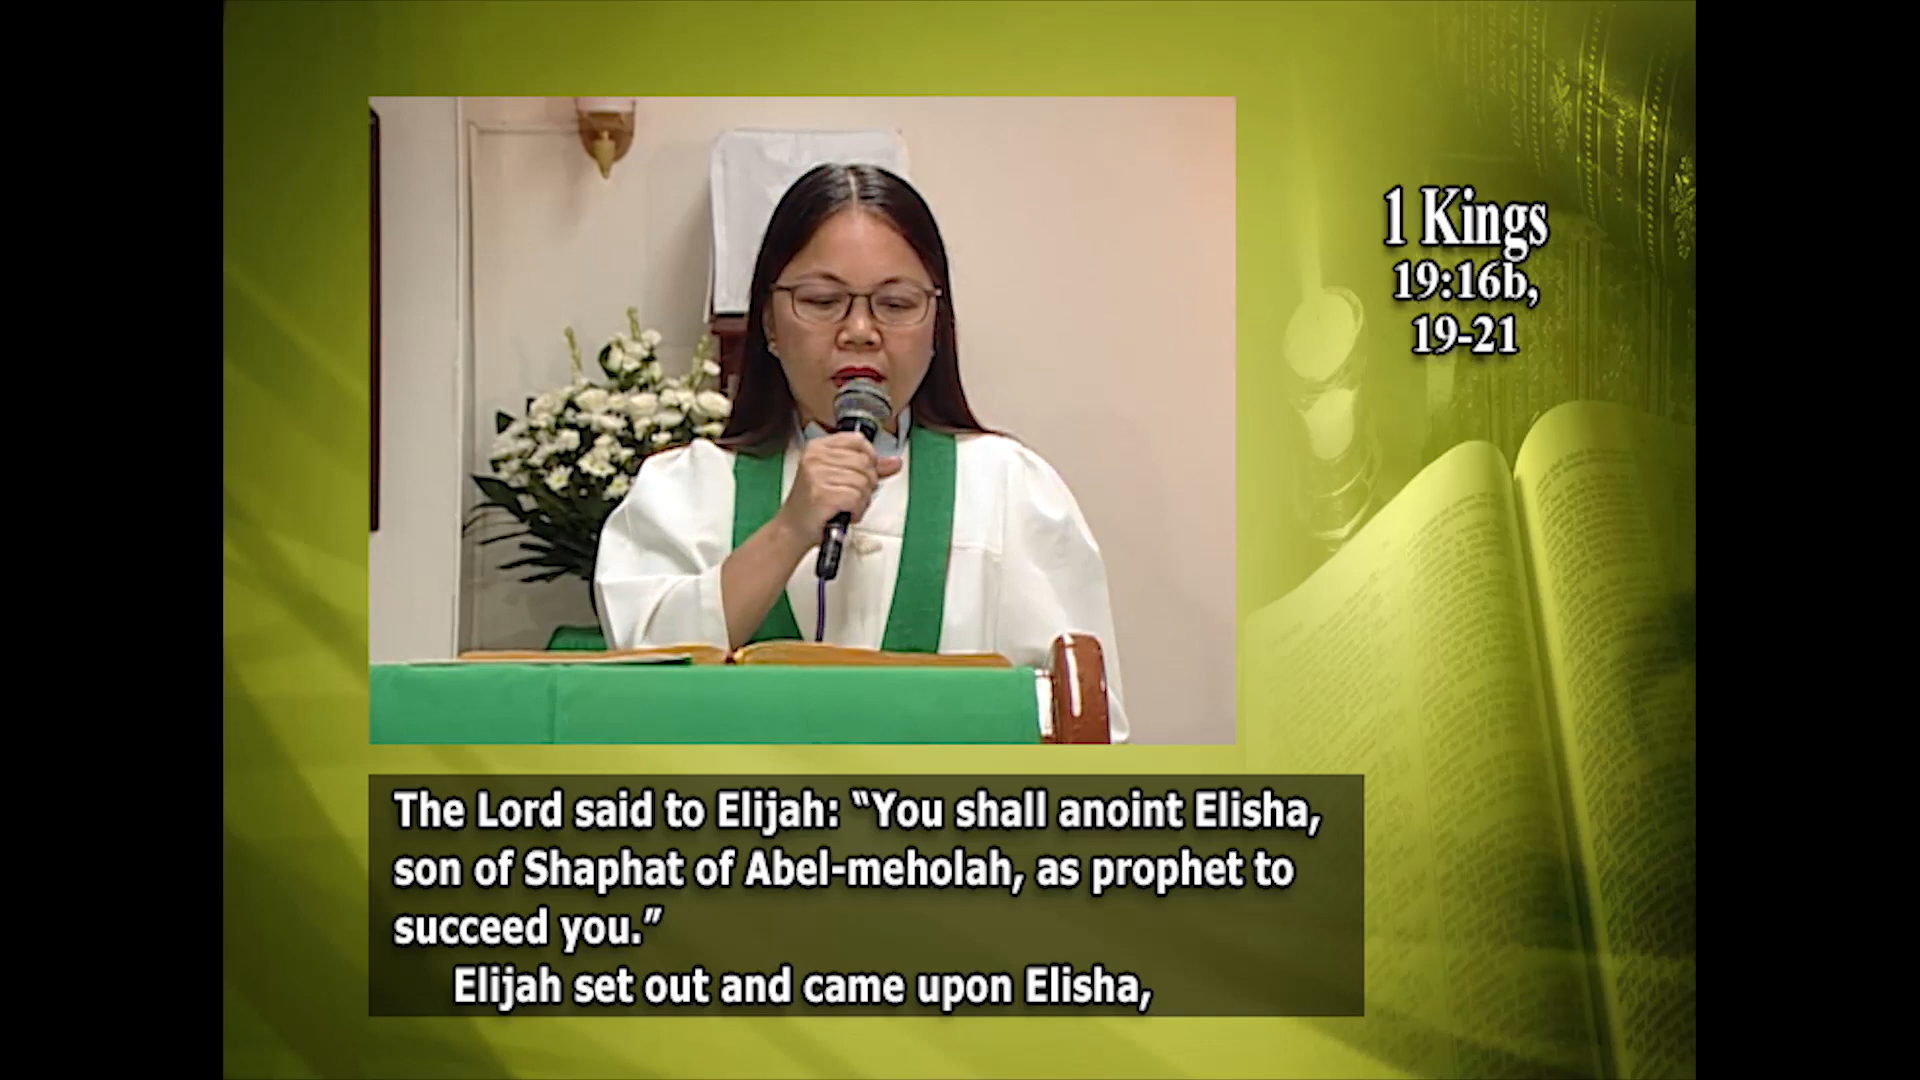 1 Kings
19:16b,
19-21
The Lord said to Elijah: “You shall anoint Elisha,
son of Shaphat of Abel-meholah, as prophet to
succeed you.”
Elijah set out and came upon Elisha,